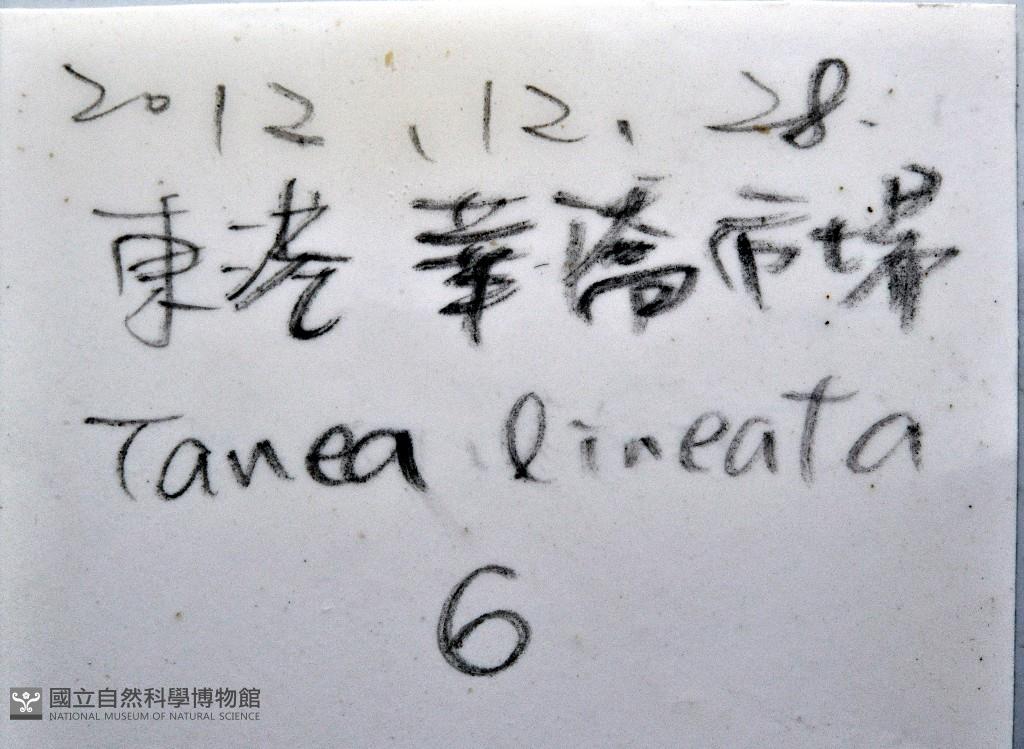 2012、12、28.
東港 華僑市場
Tanea lineata
6
國立自然科學博物館
NATIONAL MUSEUM OF NATURAL SCIENCE